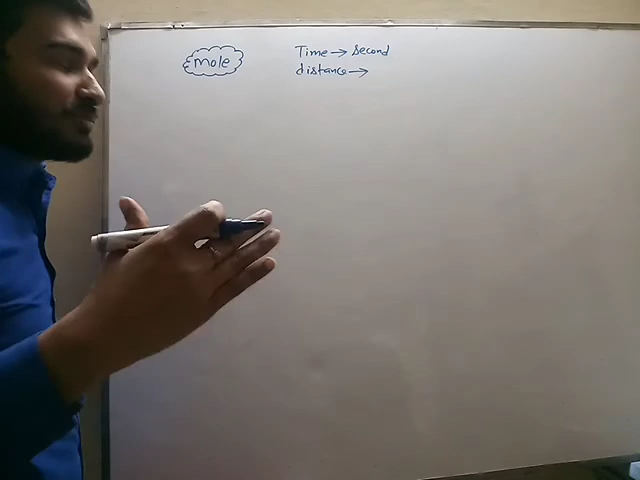 mole
Time → Second
distance →